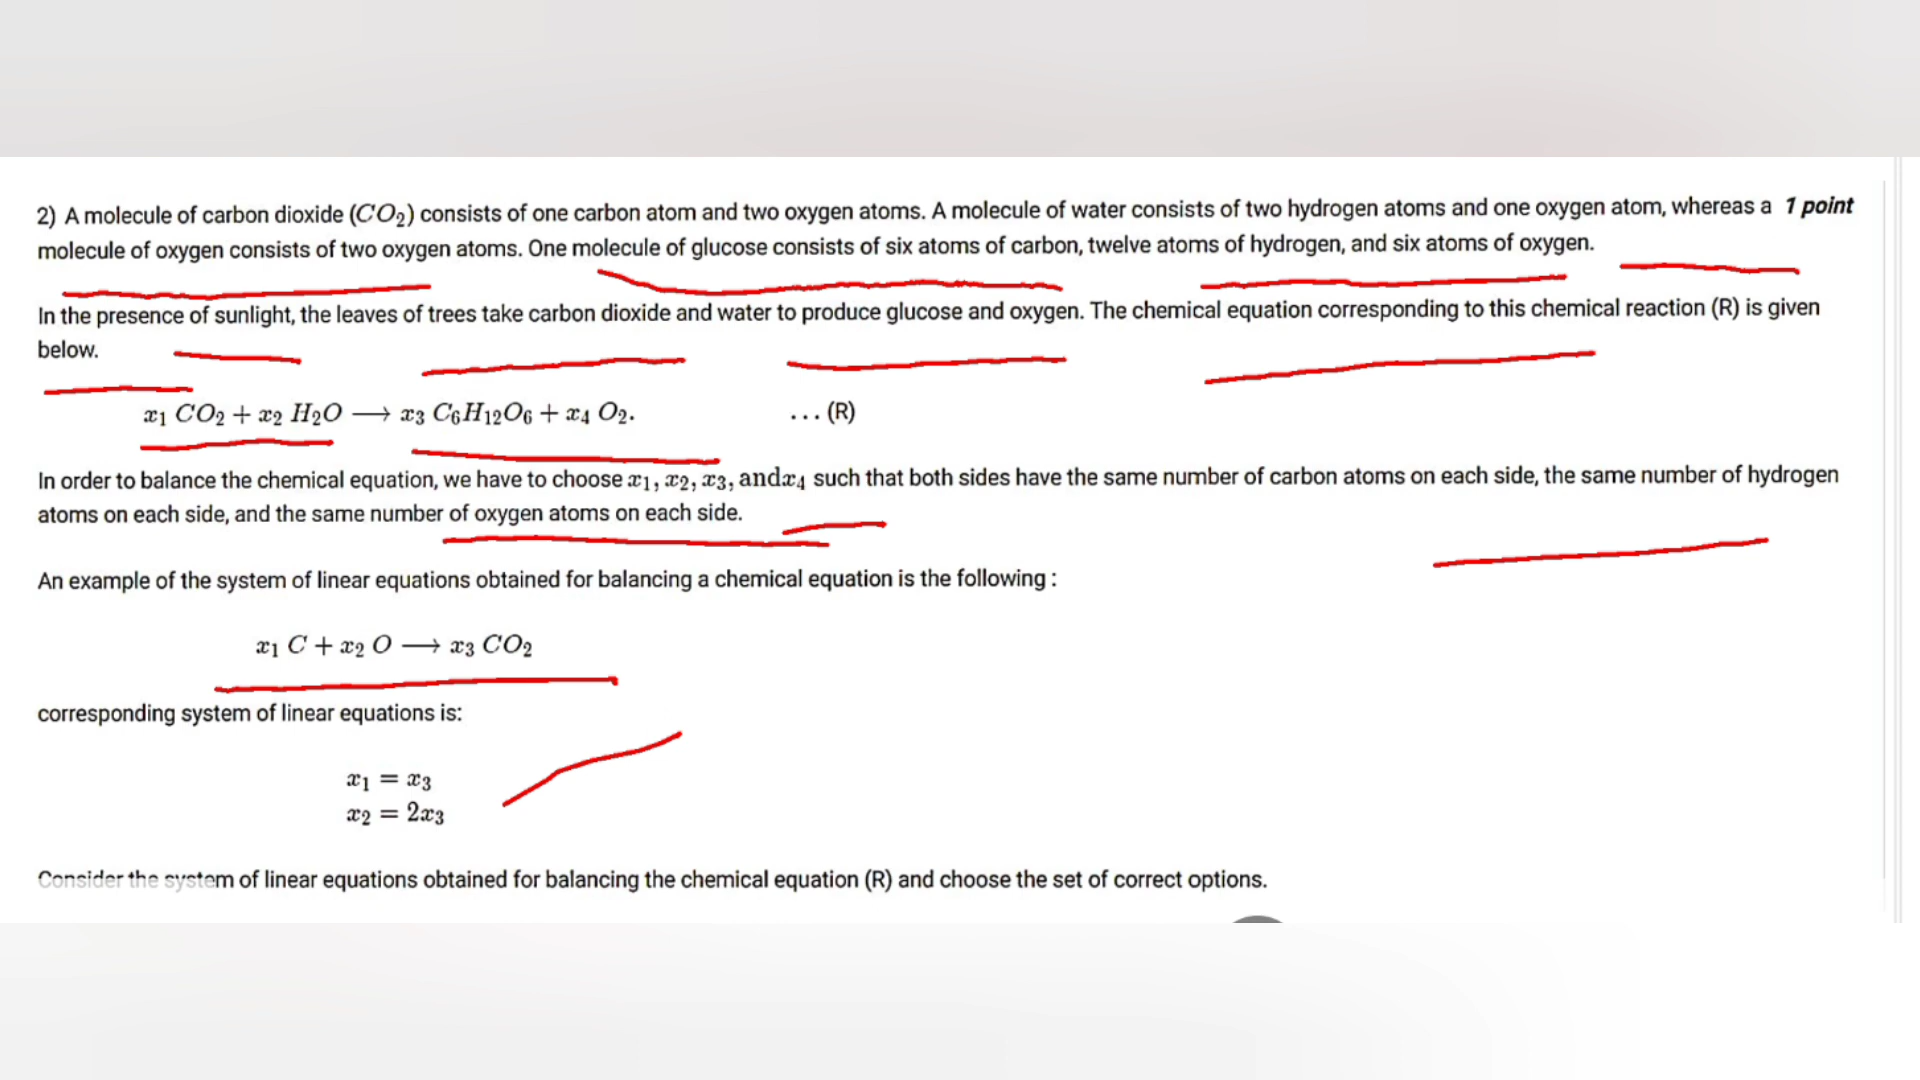 2) A molecule of carbon dioxide (CO₂) consists of one carbon atom and two oxygen atoms. A molecule of water consists of two hydrogen atoms and one oxygen atom, whereas a 1 point
molecule of oxygen consists of two oxygen atoms. One molecule of glucose consists of six atoms of carbon, twelve atoms of hydrogen, and six atoms of oxygen.
In the presence of sunlight, the leaves of trees take carbon dioxide and water to produce glucose and oxygen. The chemical equation corresponding to this chemical reaction (R) is given
below.
x₁ CO₂ + x₂ H₂O ⟶ x₃ C₆H₁₂O₆ + x₄ O₂. ... (R)
In order to balance the chemical equation, we have to choose x₁, x₂, x₃, andx₄ such that both sides have the same number of carbon atoms on each side, the same number of hydrogen
atoms on each side, and the same number of oxygen atoms on each side.
An example of the system of linear equations obtained for balancing a chemical equation is the following :
x₁ C + x₂ O ⟶ x₃ CO₂
corresponding system of linear equations is:
x₁ = x₃
x₂ = 2x₃
Consider the system of linear equations obtained for balancing the chemical equation (R) and choose the set of correct options.